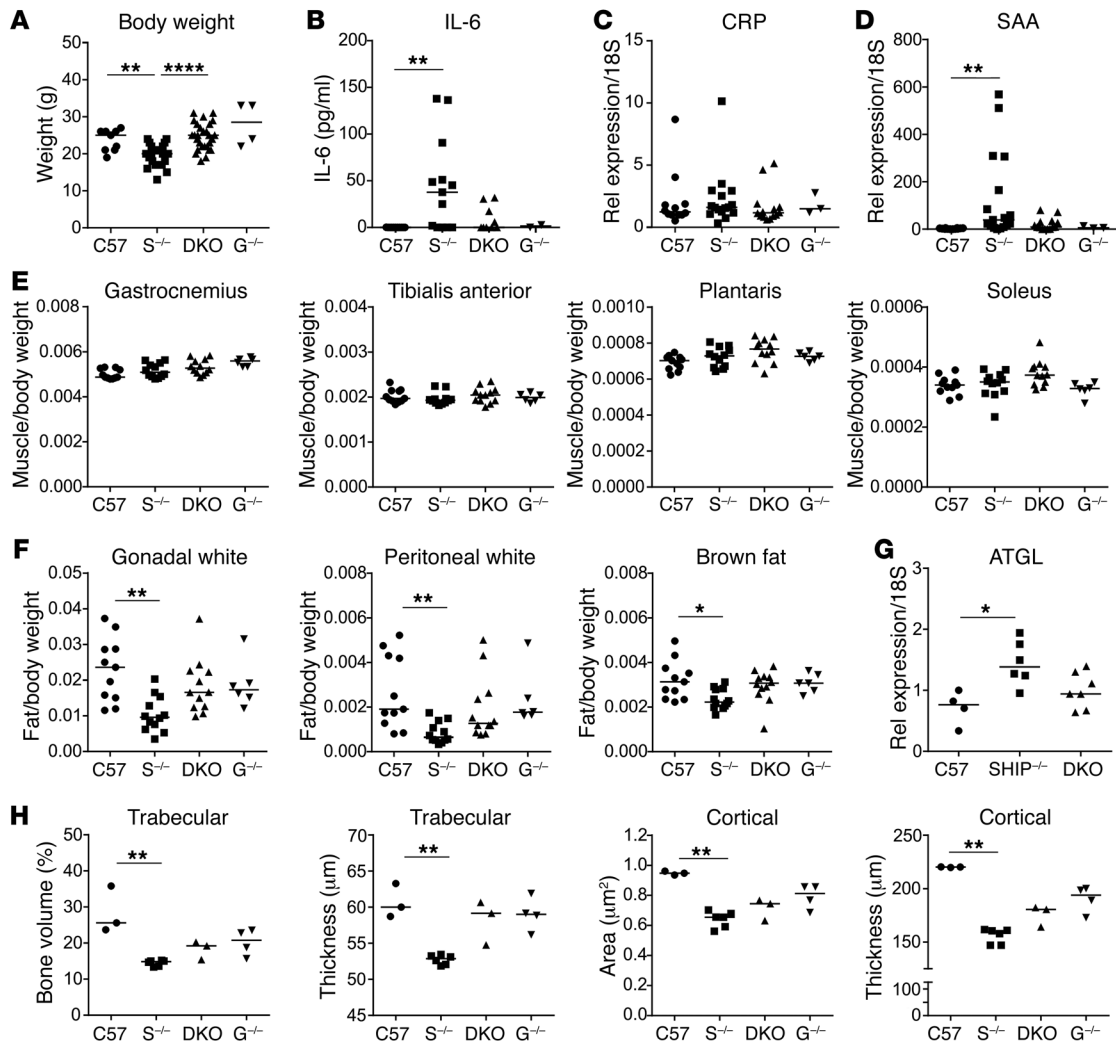 A
Body weight
Weight (g)
50
40
30
20
10
0
**
****
C57
S–/–
DKO
G–/–
B
IL-6
IL-6 (pg/ml)
200
150
100
50
0
**
C57
S–/–
DKO
G–/–
C
CRP
Rel expression/18S
15
10
5
0
C57
S–/–
DKO
G–/–
D
SAA
Rel expression/18S
800
600
400
200
0
**
C57
S–/–
DKO
G–/–
E
Gastrocnemius
Muscle/body weight
0.008
0.006
0.004
0.002
0.000
C57
S–/–
DKO
G–/–
Tibialis anterior
Muscle/body weight
0.004
0.003
0.002
0.001
0.000
C57
S–/–
DKO
G–/–
Plantaris
Muscle/body weight
0.0010
0.0008
0.0006
0.0004
0.0002
0.0000
C57
S–/–
DKO
G–/–
Soleus
Muscle/body weight
0.0006
0.0004
0.0002
0.0000
C57
S–/–
DKO
G–/–
F
Gonadal white
Fat/body weight
0.05
0.04
0.03
0.02
0.01
0.00
**
C57
S–/–
DKO
G–/–
Peritoneal white
Fat/body weight
0.008
0.006
0.004
0.002
0.000
**
C57
S–/–
DKO
G–/–
Brown fat
Fat/body weight
0.008
0.006
0.004
0.002
0.000
*
C57
S–/–
DKO
G–/–
G
ATGL
Rel expression/18S
3
2
1
0
*
C57
SHIP–/–
DKO
H
Trabecular
Bone volume (%)
50
40
30
20
10
0
**
C57
S–/–
DKO
G–/–
Trabecular
Thickness (µm)
70
65
60
55
50
45
**
C57
S–/–
DKO
G–/–
Cortical
Area (µm²)
1.2
1.0
0.8
0.6
0.4
0.2
0.0
**
C57
S–/–
DKO
G–/–
Cortical
Thickness (µm)
250
200
150
100
50
0
**
C57
S–/–
DKO
G–/–